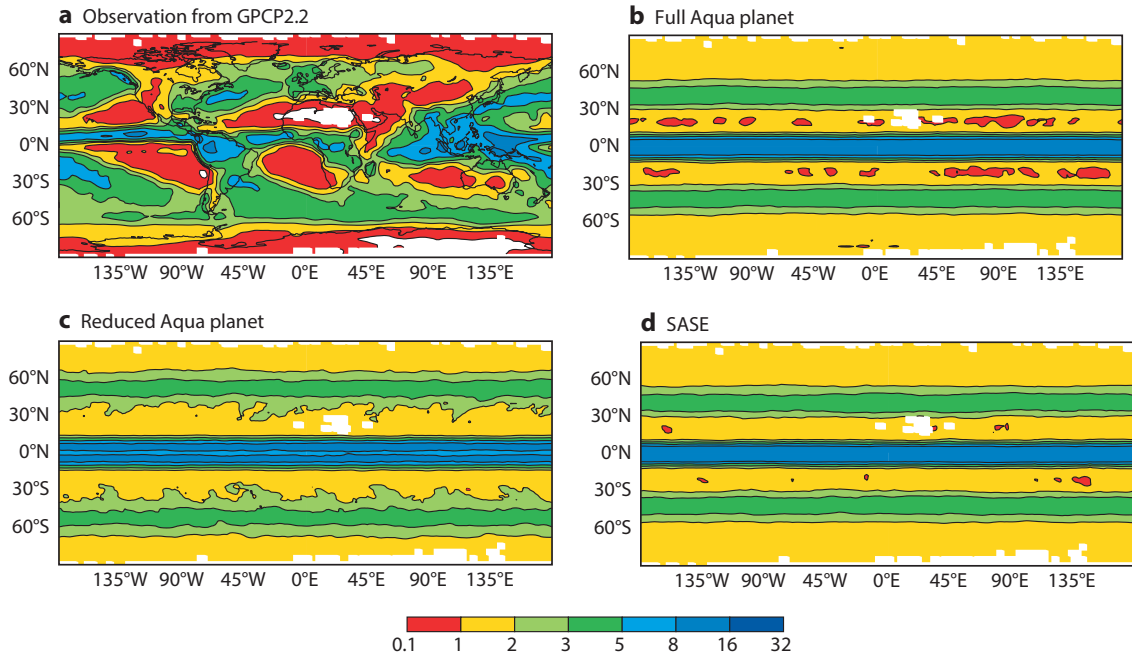 a Observation from GPCP2.2
60°N
30°N
0°N
30°S
60°S
135°W 90°W 45°W 0°E 45°E 90°E 135°E
b Full Aqua planet
60°N
30°N
0°N
30°S
60°S
135°W 90°W 45°W 0°E 45°E 90°E 135°E
c Reduced Aqua planet
60°N
30°N
0°N
30°S
60°S
135°W 90°W 45°W 0°E 45°E 90°E 135°E
d SASE
60°N
30°N
0°N
30°S
60°S
135°W 90°W 45°W 0°E 45°E 90°E 135°E
0.1 1 2 3 5 8 16 32